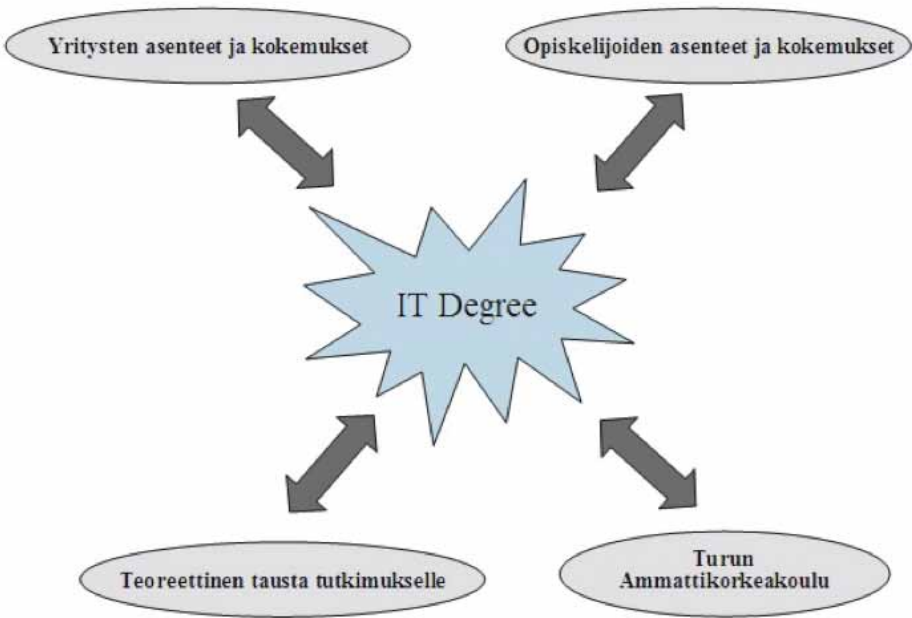 Yritysten asenteet ja kokemukset
Opiskelijoiden asenteet ja kokemukset
IT Degree
Teoreettinen tausta tutkimukselle
Turun
Ammattikorkeakoulu